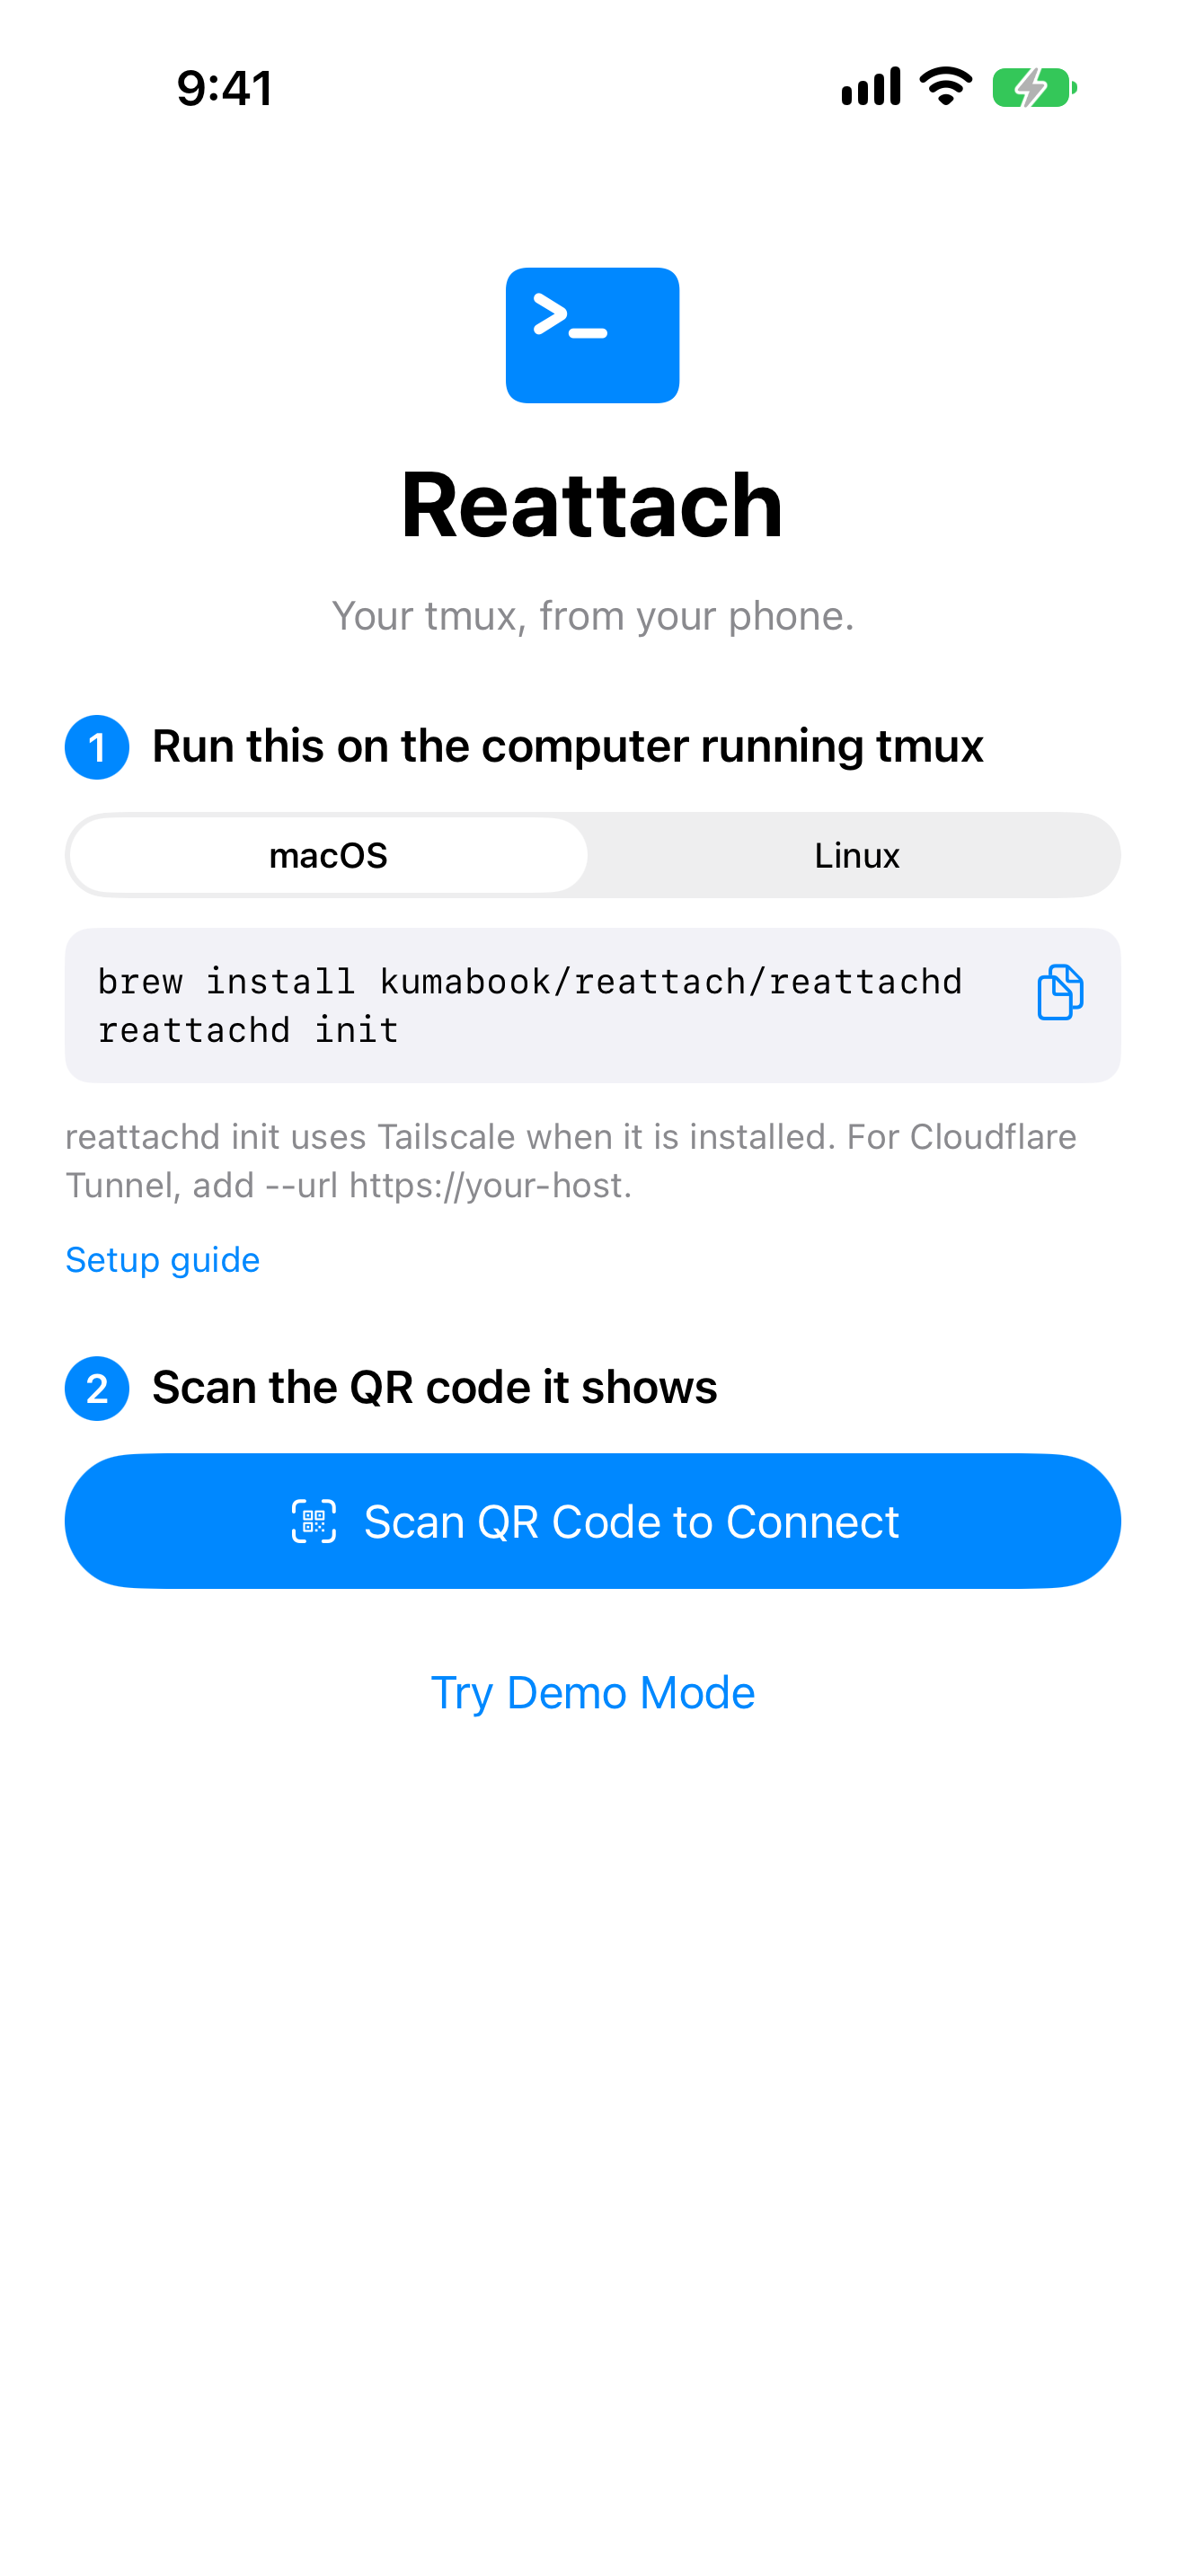 9:41
>_
Reattach
Your tmux, from your phone.
1 Run this on the computer running tmux
macOS Linux
brew install kumabook/reattach/reattachd
reattachd init
reattachd init uses Tailscale when it is installed. For Cloudflare
Tunnel, add --url https://your-host.
Setup guide
2 Scan the QR code it shows
Scan QR Code to Connect
Try Demo Mode